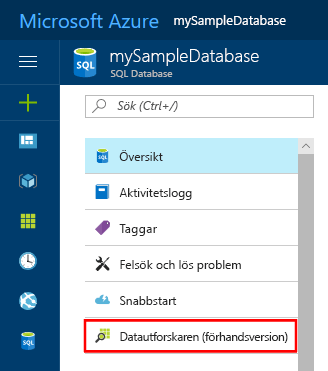 Microsoft Azure mySampleDatabase
mySampleDatabase
SQL Database
SQL
Sök (Ctrl+/)
Översikt
Aktivitetslogg
Taggar
Felsök och lös problem
Snabbstart
Datautforskaren (förhandsversion)